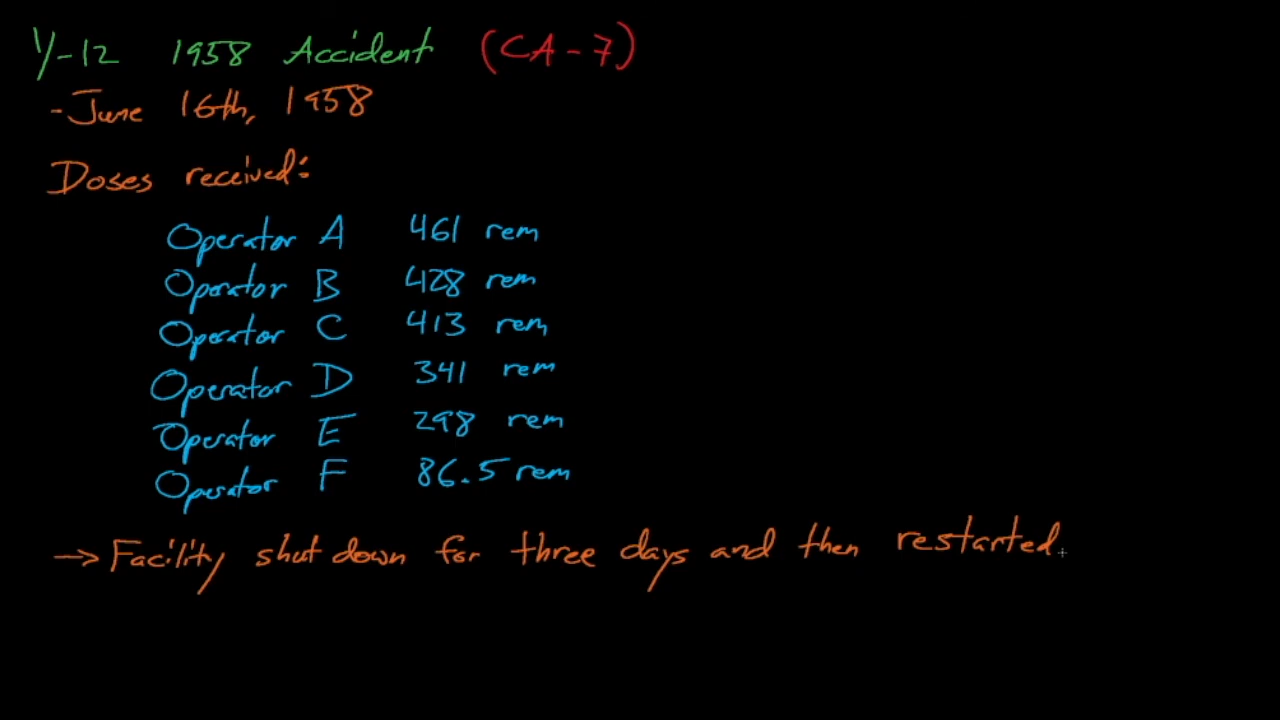 Y-12 1958 Accident (CA-7)
- June 16th, 1958
Doses received:
Operator A 461 rem
Operator B 428 rem
Operator C 413 rem
Operator D 341 rem
Operator E 298 rem
Operator F 86.5 rem
→ Facility shut down for three days and then restarted.